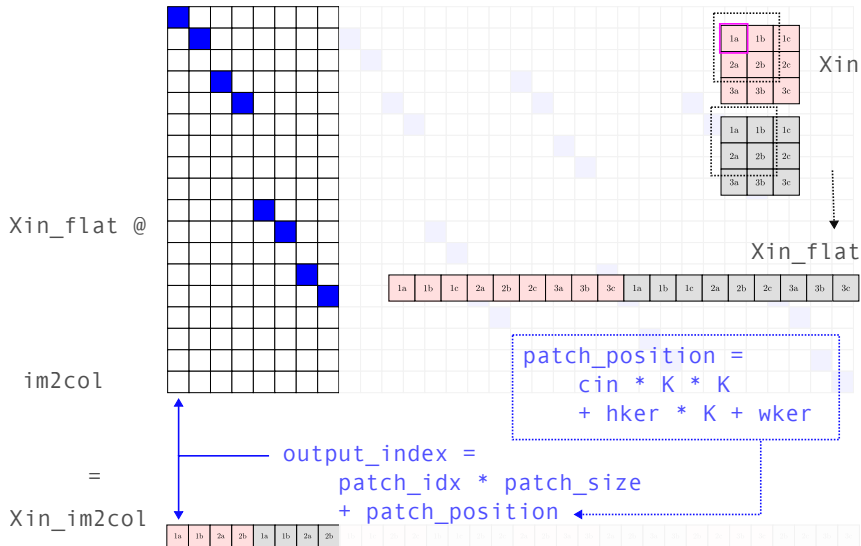 1a 1b 1c
2a 2b 2c
3a 3b 3c
Xin
1a 1b 1c
2a 2b 2c
3a 3b 3c
Xin_flat @
Xin_flat
1a 1b 1c 2a 2b 2c 3a 3b 3c 1a 1b 1c 2a 2b 2c 3a 3b 3c
patch_position =
cin * K * K
+ hker * K + wker
im2col
output_index =
patch_idx * patch_size
+ patch_position
=
Xin_im2col
1a 1b 2a 2b 1a 1b 2a 2b